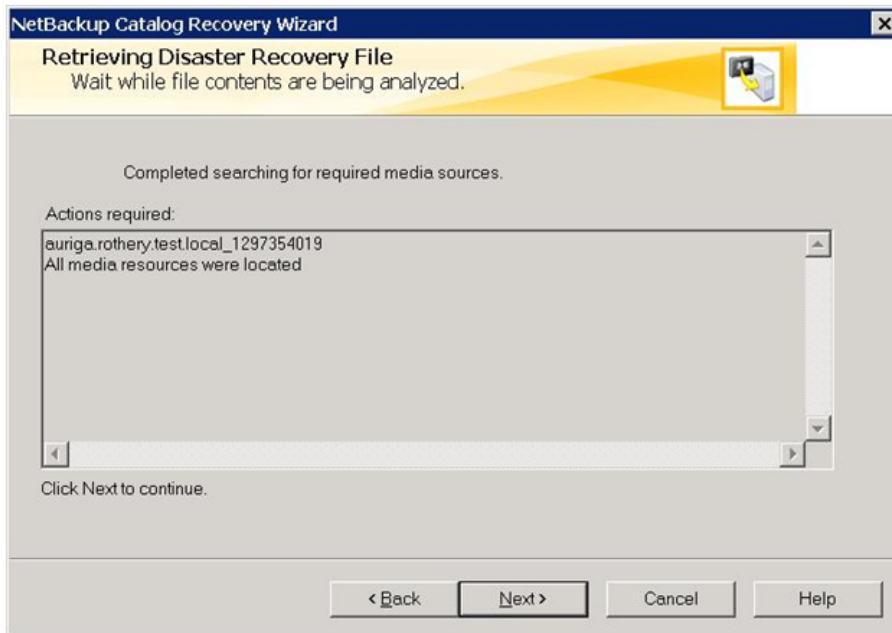 NetBackup Catalog Recovery Wizard
Retrieving Disaster Recovery File
Wait while file contents are being analyzed.
Completed searching for required media sources.
Actions required:
auriga.rothery.test.local_1297354019
All media resources were located
Click Next to continue.
< Back Next > Cancel Help